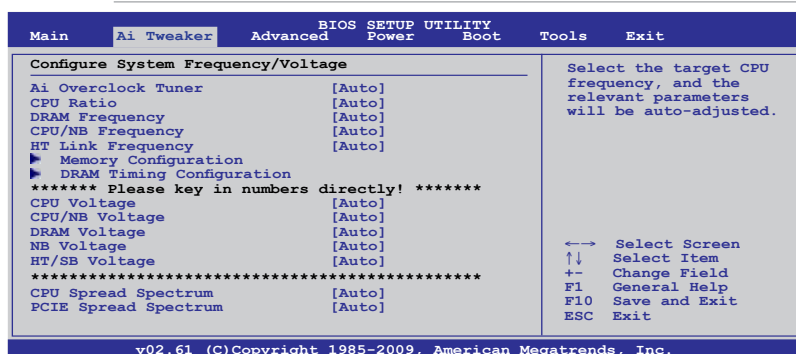 BIOS SETUP UTILITY
Main Ai Tweaker Advanced Power Boot Tools Exit
Configure System Frequency/Voltage
Ai Overclock Tuner [Auto]
CPU Ratio [Auto]
DRAM Frequency [Auto]
CPU/NB Frequency [Auto]
HT Link Frequency [Auto]
Memory Configuration
DRAM Timing Configuration
******* Please key in numbers directly! *******
CPU Voltage [Auto]
CPU/NB Voltage [Auto]
DRAM Voltage [Auto]
NB Voltage [Auto]
HT/SB Voltage [Auto]
*************************************************
CPU Spread Spectrum [Auto]
PCIE Spread Spectrum [Auto]
Select the target CPU
frequency, and the
relevant parameters
will be auto-adjusted.
←→ Select Screen
↑↓ Select Item
+- Change Field
F1 General Help
F10 Save and Exit
ESC Exit
v02.61 (C)Copyright 1985-2009, American Megatrends, Inc.